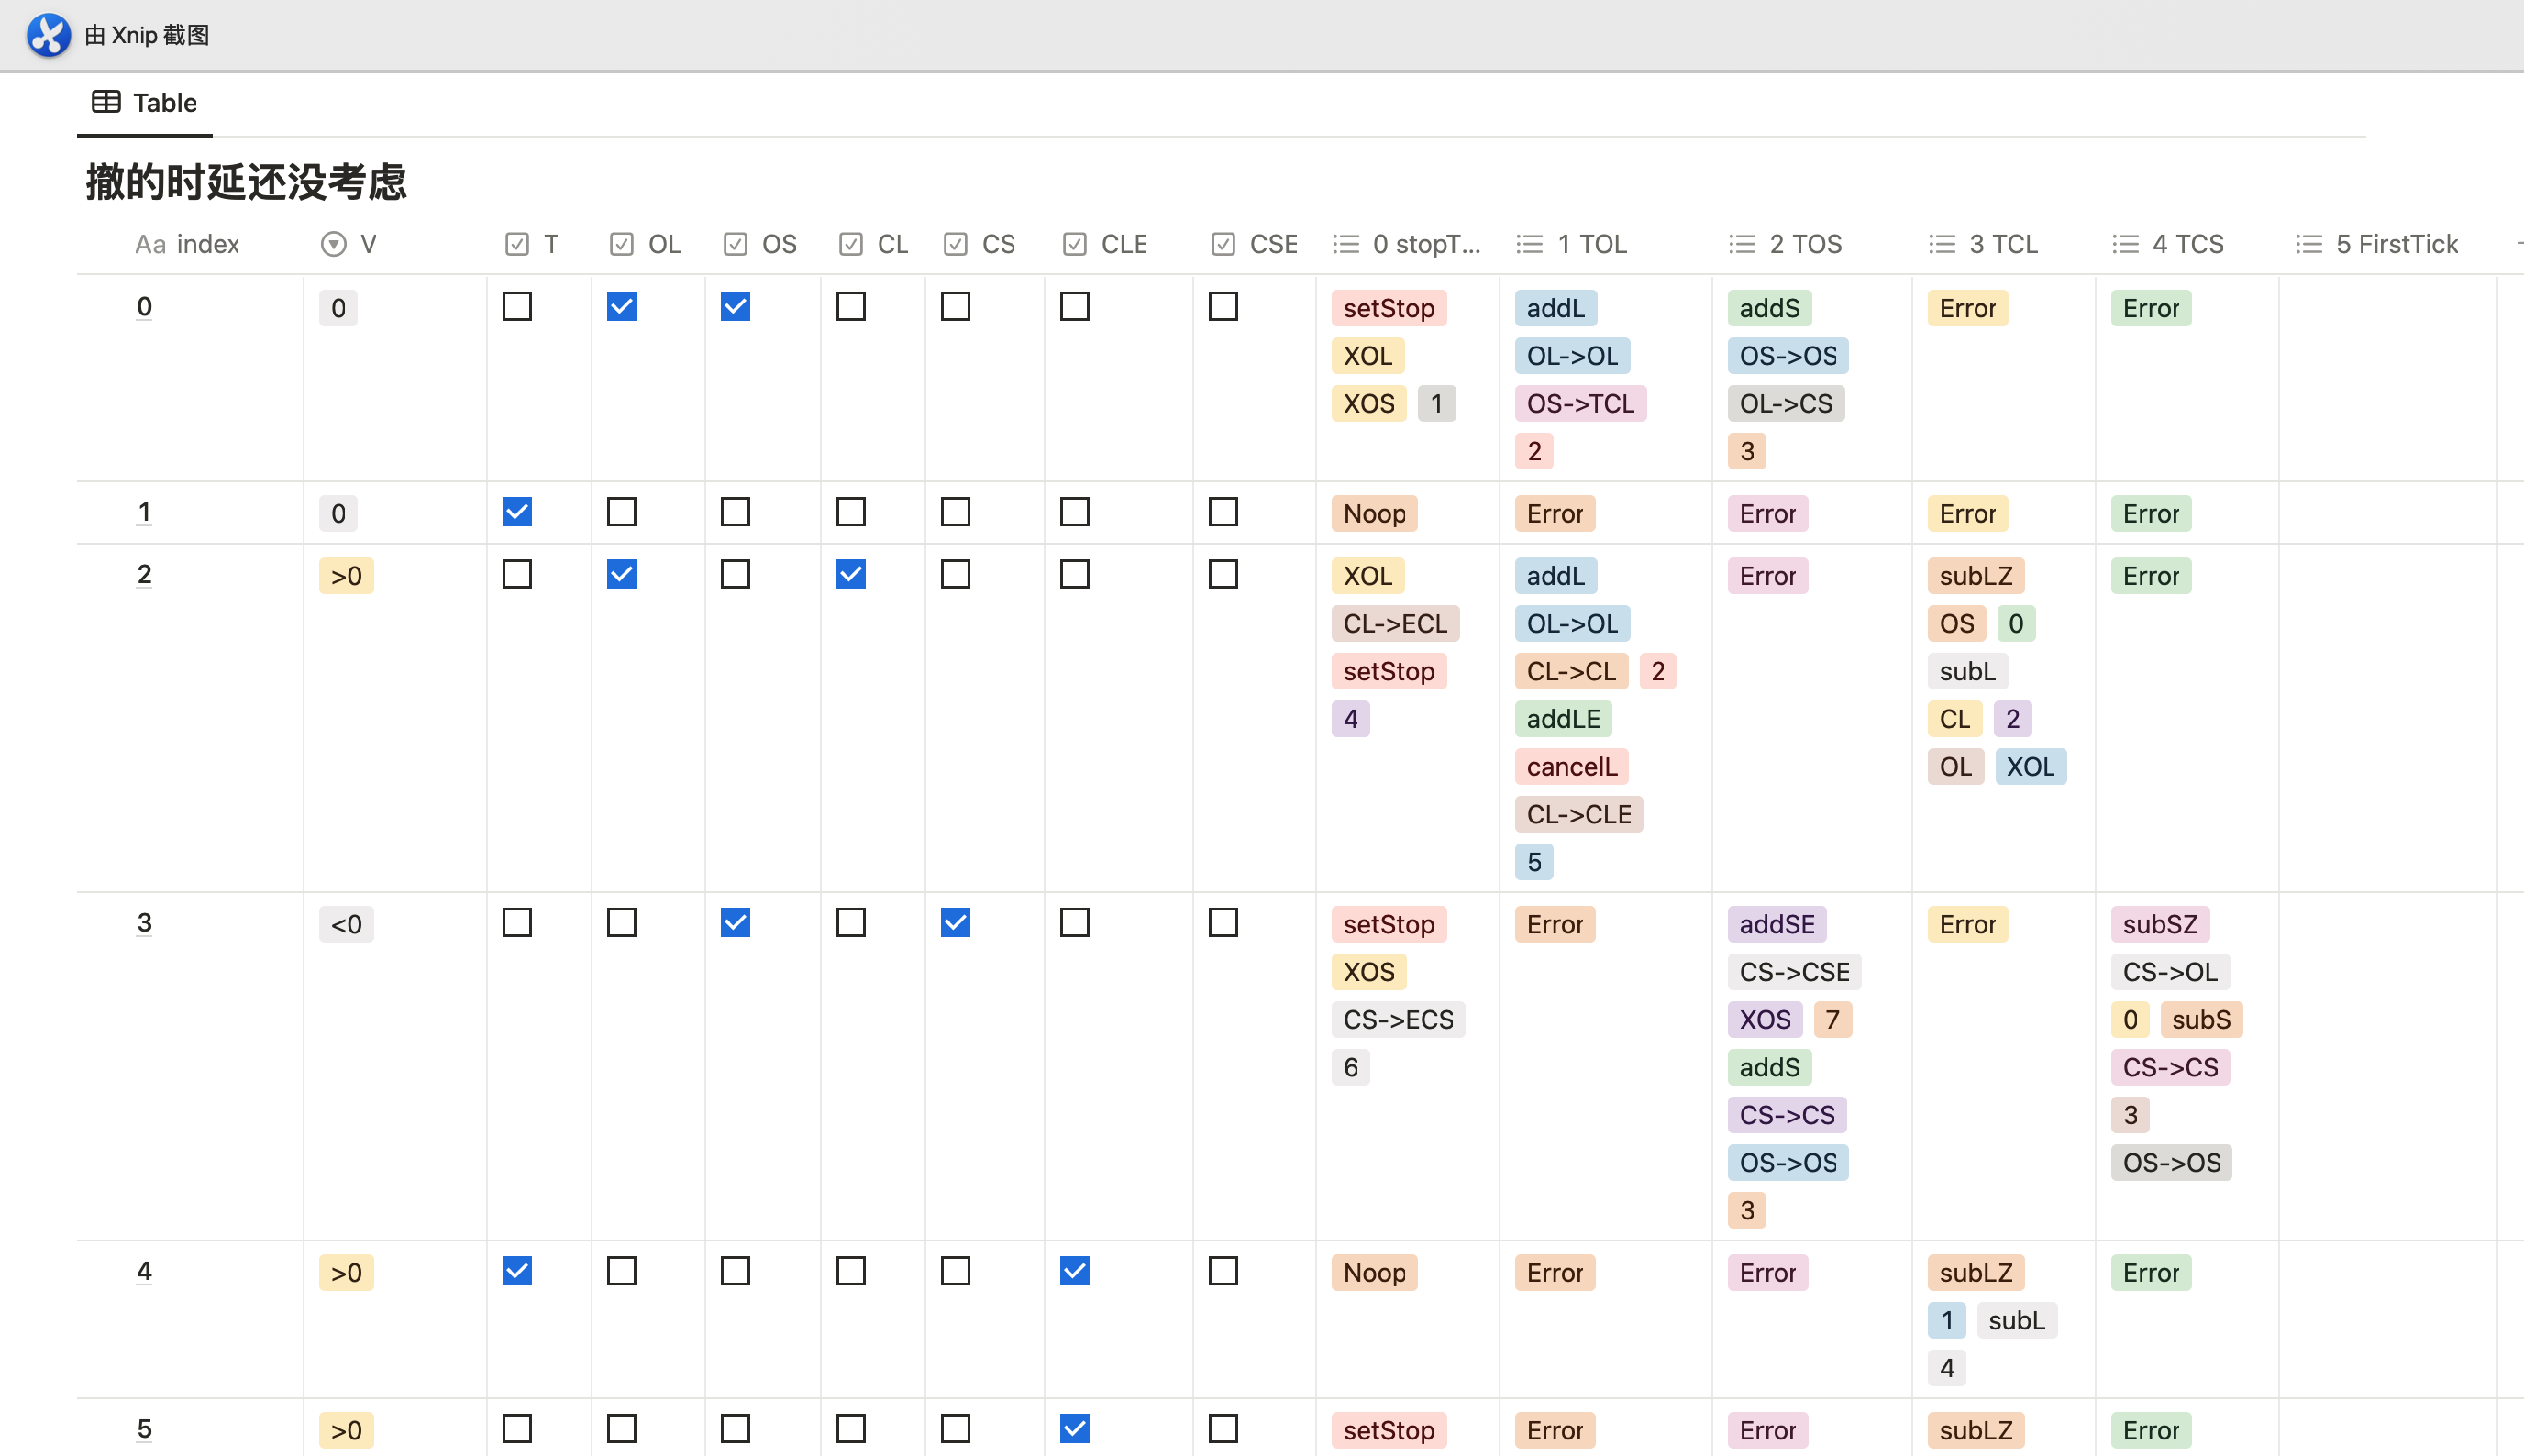 由 Xnip 截图
Table
撤的时延还没考虑
Aa index V T OL OS CL CS CLE CSE 0 stopT... 1 TOL 2 TOS 3 TCL 4 TCS 5 FirstTick
0 0 setStop addL addS Error Error
XOL OL->OL OS->OS
XOS 1 OS->TCL OL->CS
2 3
1 0 Noop Error Error Error Error
2 >0 XOL addL Error subLZ Error
CL->ECL OL->OL OS 0
setStop CL->CL 2 subL
4 addLE CL 2
cancelL OL XOL
CL->CLE
5
3 <0 setStop Error addSE Error subSZ
XOS CS->CSE CS->OL
CS->ECS XOS 7 0 subS
6 addS CS->CS
CS->CS 3
OS->OS OS->OS
3
4 >0 Noop Error Error subLZ Error
1 subL
4
5 >0 setStop Error Error subLZ Error